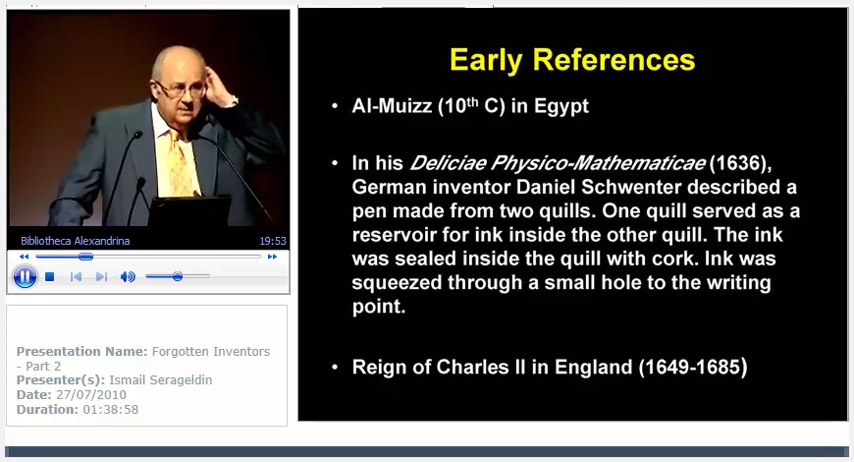 Bibliotheca Alexandrina
19:53
Presentation Name: Forgotten Inventors
- Part 2
Presenter(s): Ismail Serageldin
Date: 27/07/2010
Duration: 01:38:58
Early References
• Al-Muizz (10th C) in Egypt
• In his Deliciae Physico-Mathematicae (1636),
German inventor Daniel Schwenter described a
pen made from two quills. One quill served as a
reservoir for ink inside the other quill. The ink
was sealed inside the quill with cork. Ink was
squeezed through a small hole to the writing
point.
• Reign of Charles II in England (1649-1685)